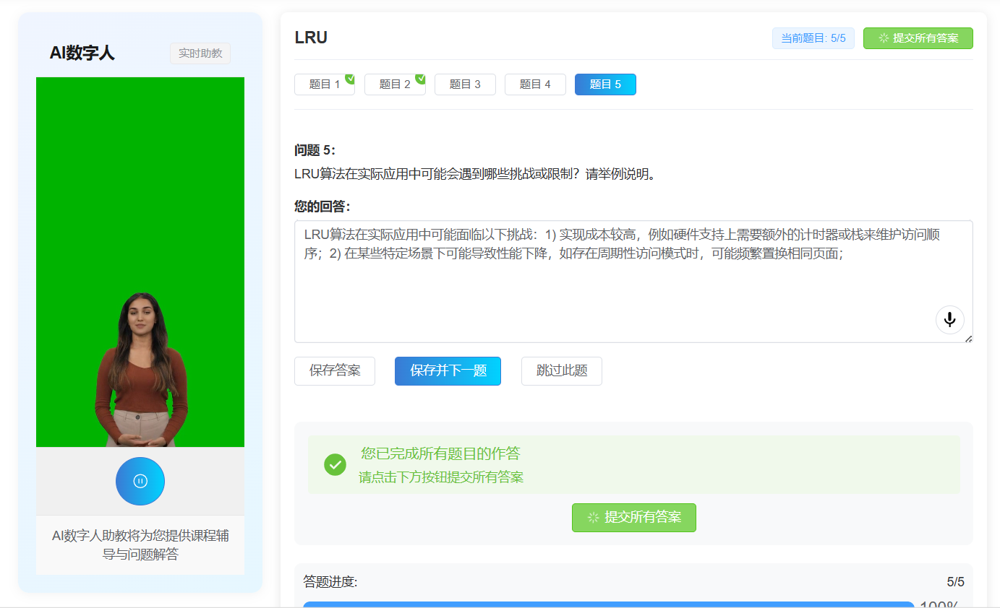 AI数字人
实时助教
AI数字人助教将为您提供课程辅
导与问题解答
LRU
当前题目: 5/5
提交所有答案
题目 1
题目 2
题目 3
题目 4
题目 5
问题 5：
LRU算法在实际应用中可能会遇到哪些挑战或限制？请举例说明。
您的回答：
LRU算法在实际应用中可能面临以下挑战：1) 实现成本较高，例如硬件支持上需要额外的计时器或栈来维护访问顺
序；2) 在某些特定场景下可能导致性能下降，如存在周期性访问模式时，可能频繁置换相同页面；
保存答案
保存并下一题
跳过此题
您已完成所有题目的作答
请点击下方按钮提交所有答案
提交所有答案
答题进度:
5/5
100%